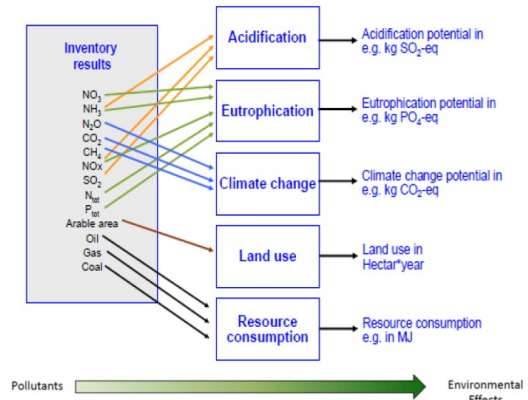 Inventory
results
NO3
NH3
N2O
CO2
CH4
NOx
SO2
Ntot
Ptot
Arable area
Oil
Gas
Coal
Acidification
Eutrophication
Climate change
Land use
Resource
consumption
Acidification potential in
e.g. kg SO2-eq
Eutrophication potential in
e.g. kg PO4-eq
Climate change potential in
e.g. kg CO2-eq
Land use in
Hectar*year
Resource consumption
e.g. in MJ
Pollutants
Environmental
Effects